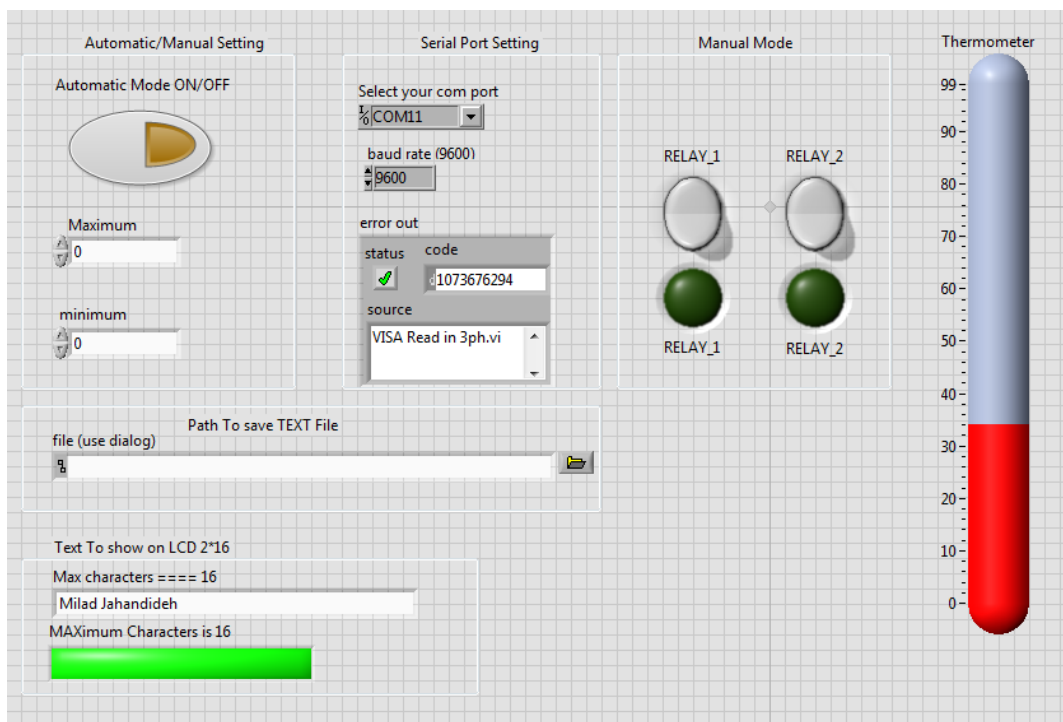 Automatic/Manual Setting
Automatic Mode ON/OFF
Maximum
0
minimum
0
Serial Port Setting
Select your com port
I/O COM11
baud rate (9600)
9600
error out
status
code
d 1073676294
source
VISA Read in 3ph.vi
Manual Mode
RELAY_1 RELAY_2
RELAY_1 RELAY_2
Thermometer
99
90
80
70
60
50
40
30
20
10
0
Path To save TEXT File
file (use dialog)
Text To show on LCD 2*16
Max characters ==== 16
Milad Jahandideh
MAXimum Characters is 16